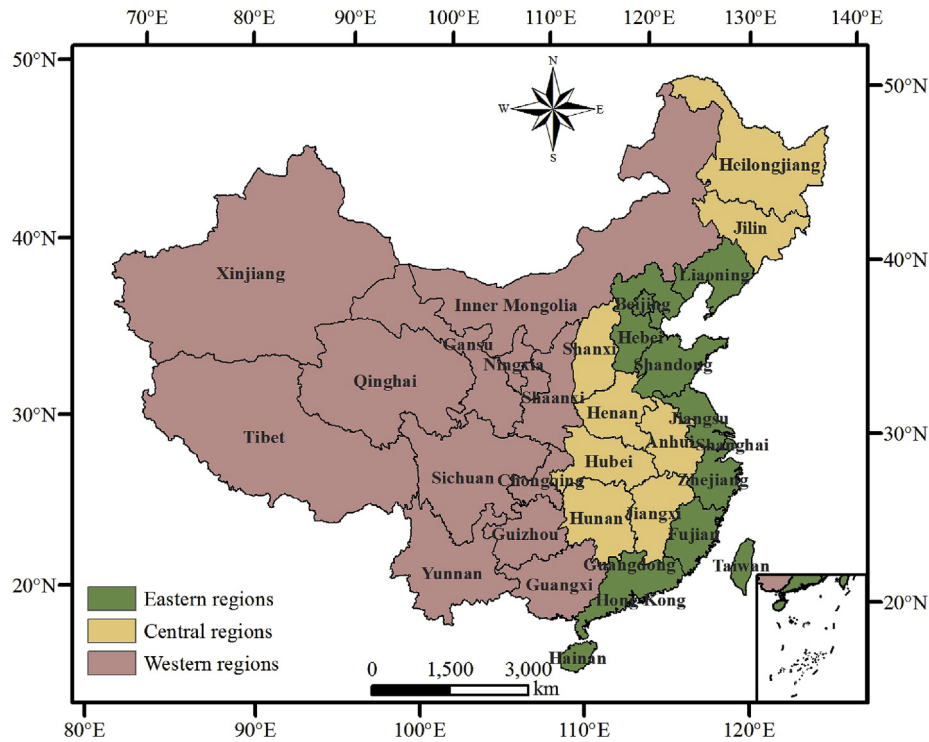 70°E 80°E 90°E 100°E 110°E 120°E 130°E 140°E
50°N
N
50°N
W
E
S
Heilongjiang
Jilin
40°N
40°N
Xinjiang
Liaoning
Inner Mongolia
Beijing
Hebei
Gansu
Shanxi
Ningxia
Shandong
Qinghai
Shaanxi
30°N
Henan
Jiangsu
30°N
Tibet
Anhui
Shanghai
Hubei
Sichuan
Chongqing
Zhejiang
Hunan
Jiangxi
Guizhou
Fujian
Guangdong
Taiwan
Yunnan
Guangxi
20°N
Hong Kong
20°N
Eastern regions
Central regions
Western regions
Hainan
0 1,500 3,000
km
80°E 90°E 100°E 110°E 120°E